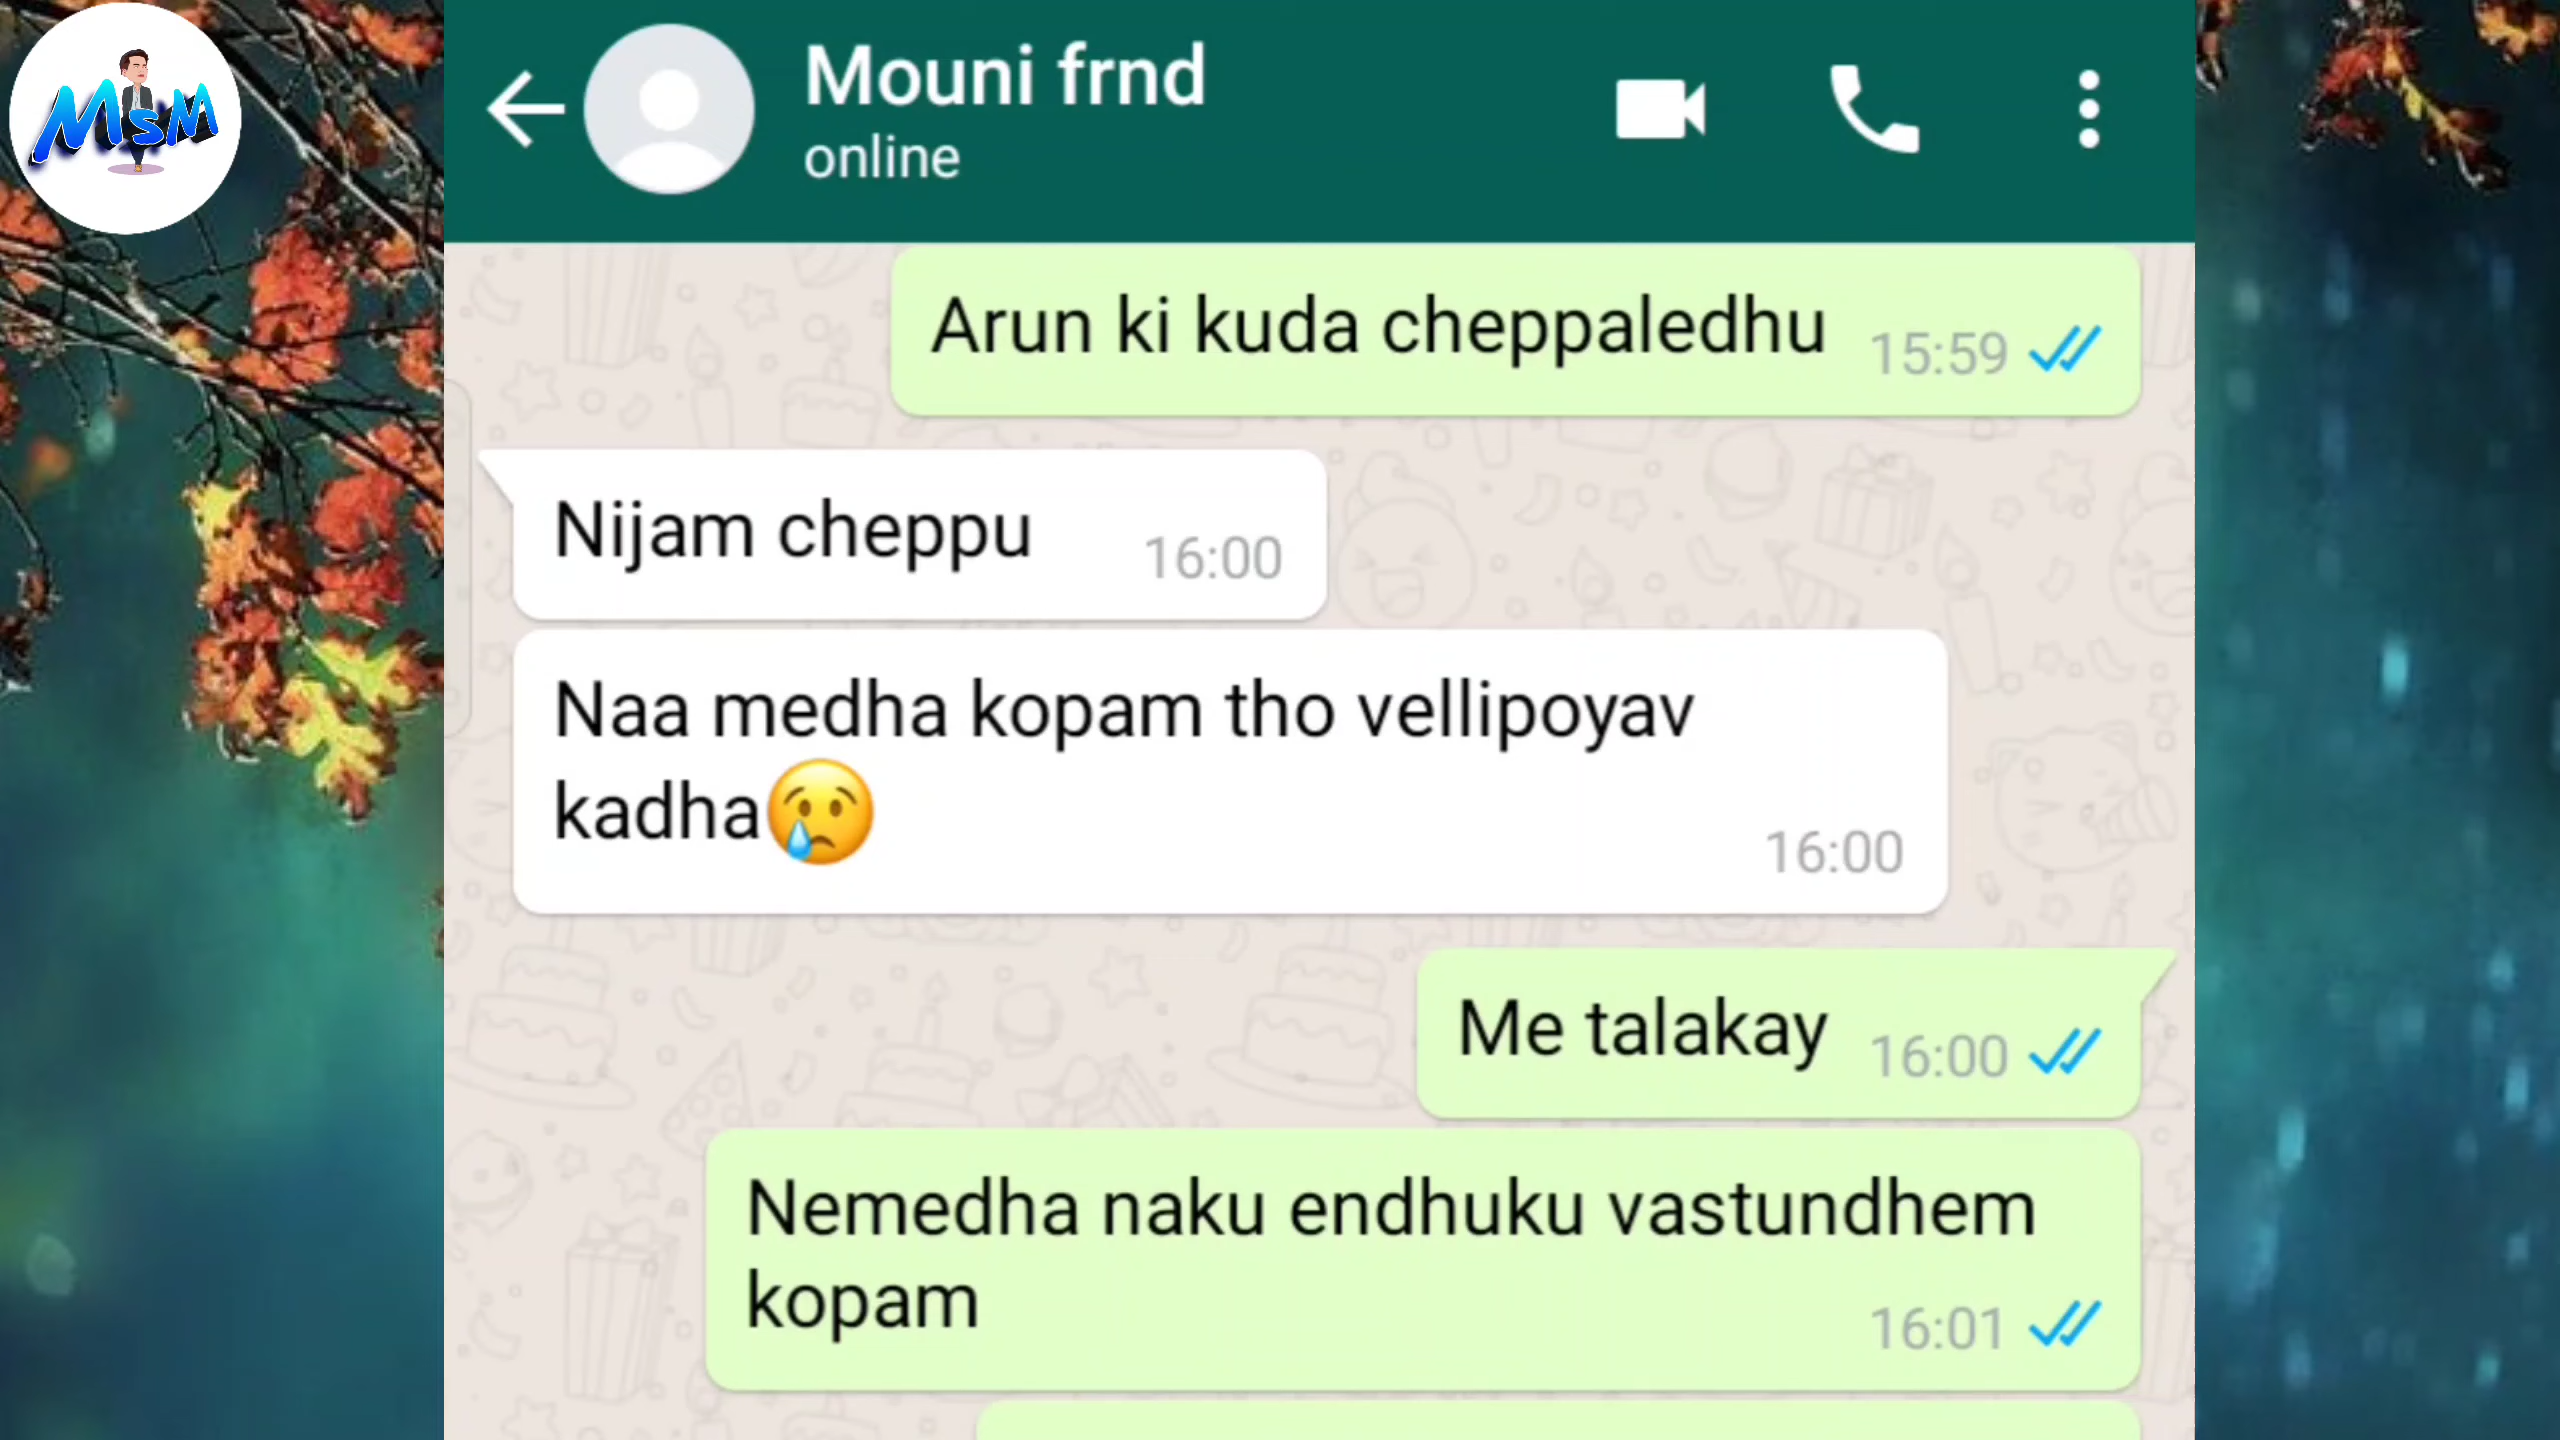 MSM
Mouni frnd
online
Arun ki kuda cheppaledhu 15:59
Nijam cheppu 16:00
Naa medha kopam tho vellipoyav
kadha😢 16:00
Me talakay 16:00
Nemedha naku endhuku vastundhem
kopam 16:01